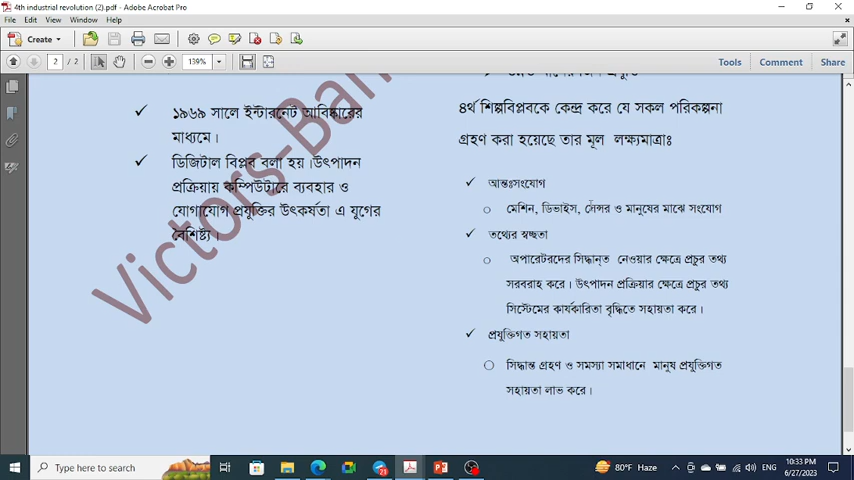 4th industrial revolution (2).pdf - Adobe Acrobat Pro
File Edit View Window Help
Create
2 / 2 139% Tools Comment Share
১৯৬৯ সালে ইন্টারনেট আবিষ্কারের
মাধ্যমে।
ডিজিটাল বিপ্লব বলা হয়। উৎপাদন
প্রক্রিয়ায় কম্পিউটারে ব্যবহার ও
যোগাযোগ প্রযুক্তির উৎকর্ষতা এ যুগের
বৈশিষ্ট্য।
৪র্থ শিল্পবিপ্লবকে কেন্দ্র করে যে সকল পরিকল্পনা
গ্রহণ করা হয়েছে তার মূল লক্ষ্যমাত্রাঃ
আন্তঃসংযোগ
মেশিন, ডিভাইস, সেন্সর ও মানুষের মাঝে সংযোগ
তথ্যের স্বচ্ছতা
অপারেটরদের সিদ্ধান্ত নেওয়ার ক্ষেত্রে প্রচুর তথ্য
সরবরাহ করে। উৎপাদন প্রক্রিয়ার ক্ষেত্রে প্রচুর তথ্য
সিস্টেমের কার্যকারিতা বৃদ্ধিতে সহায়তা করে।
প্রযুক্তিগত সহায়তা
সিদ্ধান্ত গ্রহণ ও সমস্যা সমাধানে মানুষ প্রযুক্তিগত
সহায়তা লাভ করে।
Victors-Ban
Type here to search
21
80°F Haze
ENG
10:33 PM
6/27/2023